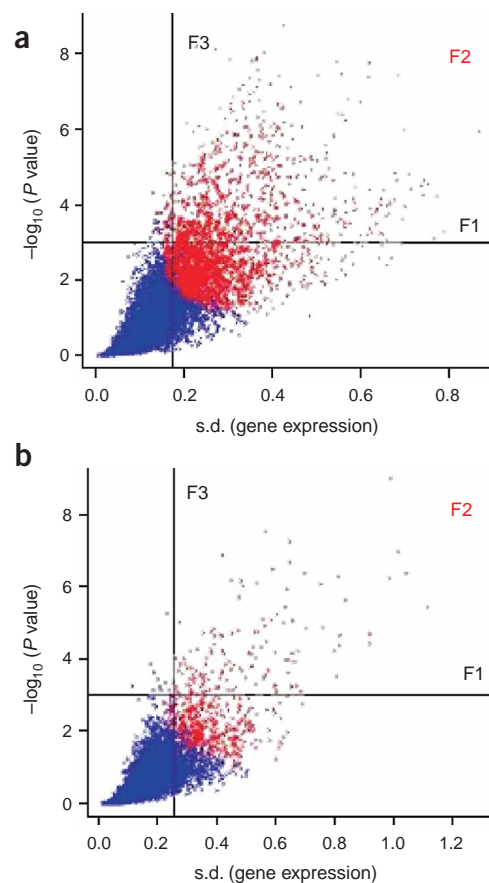 a
F3
F2
F1
8
6
4
2
0
–log10 (P value)
0.0 0.2 0.4 0.6 0.8
s.d. (gene expression)
b
F3
F2
F1
8
6
4
2
0
–log10 (P value)
0.0 0.2 0.4 0.6 0.8 1.0 1.2
s.d. (gene expression)